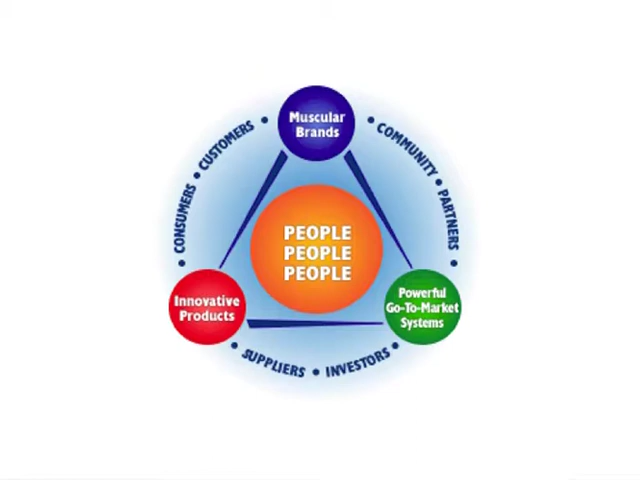 Muscular
Brands
CONSUMERS • CUSTOMERS •
• COMMUNITY • PARTNERS •
PEOPLE
PEOPLE
PEOPLE
Innovative
Products
Powerful
Go-To-Market
Systems
• SUPPLIERS • INVESTORS •